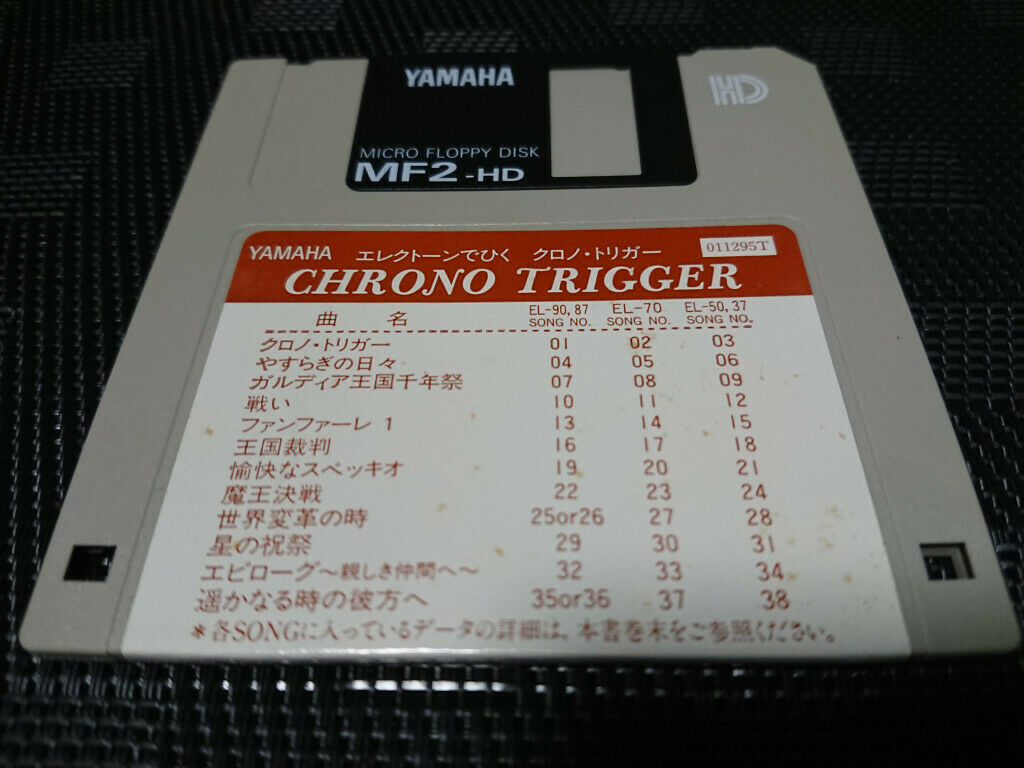 YAMAHA
HD
MICRO FLOPPY DISK
MF2-HD
YAMAHA エレクトーンでひく クロノ・トリガー 011295T
CHRONO TRIGGER
曲 名 EL-90, 87 SONG NO. EL-70 SONG NO. EL-50, 37 SONG NO.
クロノ・トリガー 01 02 03
やすらぎの日々 04 05 06
ガルディア王国千年祭 07 08 09
戦い 10 11 12
ファンファーレ 1 13 14 15
王国裁判 16 17 18
愉快なスペッキオ 19 20 21
魔王決戦 22 23 24
世界変革の時 25or26 27 28
星の祝祭 29 30 31
エピローグ〜親しき仲間へ〜 32 33 34
遥かなる時の彼方へ 35or36 37 38
*各SONGに入っているデータの詳細は、本書巻末をご参照ください。